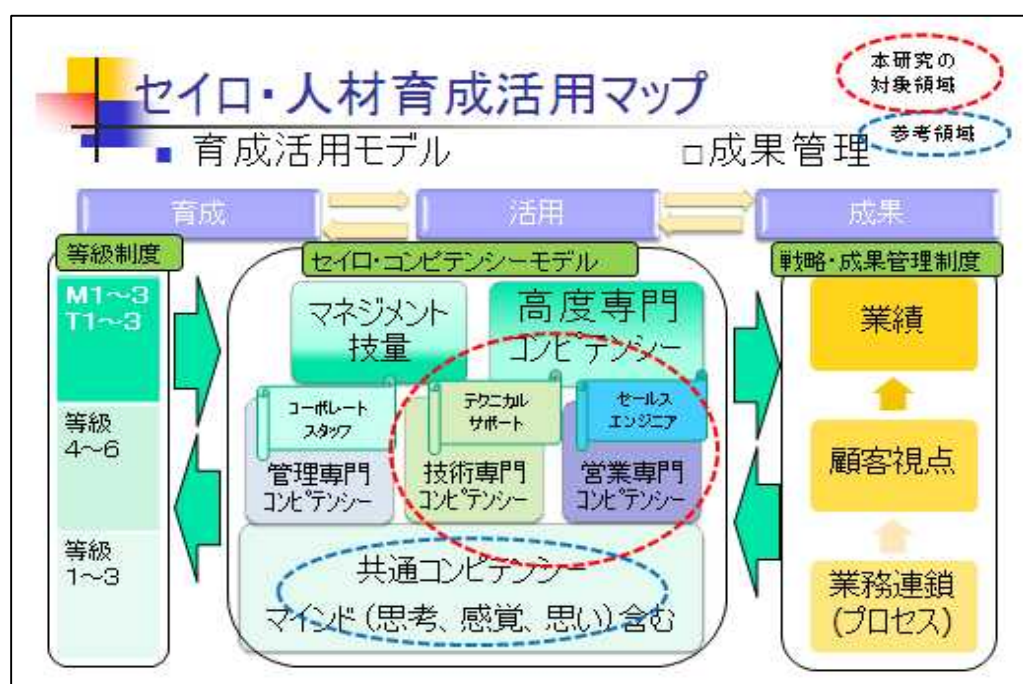 セイロ・人材育成活用マップ
本研究の
対象領域
参考領域
■ 育成活用モデル
□成果管理
育成
活用
成果
等級制度
M1～3
T1～3
等級
4～6
等級
1～3
セイロ・コンピテンシーモデル
マネジメント
技量
高度専門
コンピテンシー
コーポレート
スタッフ
管理専門
コンピテンシー
テクニカル
サポート
技術専門
コンピテンシー
セールス
エンジニア
営業専門
コンピテンシー
共通コンピテンシー
マインド（思考、感覚、思い）含む
戦略・成果管理制度
業績
顧客視点
業務連鎖
(プロセス)